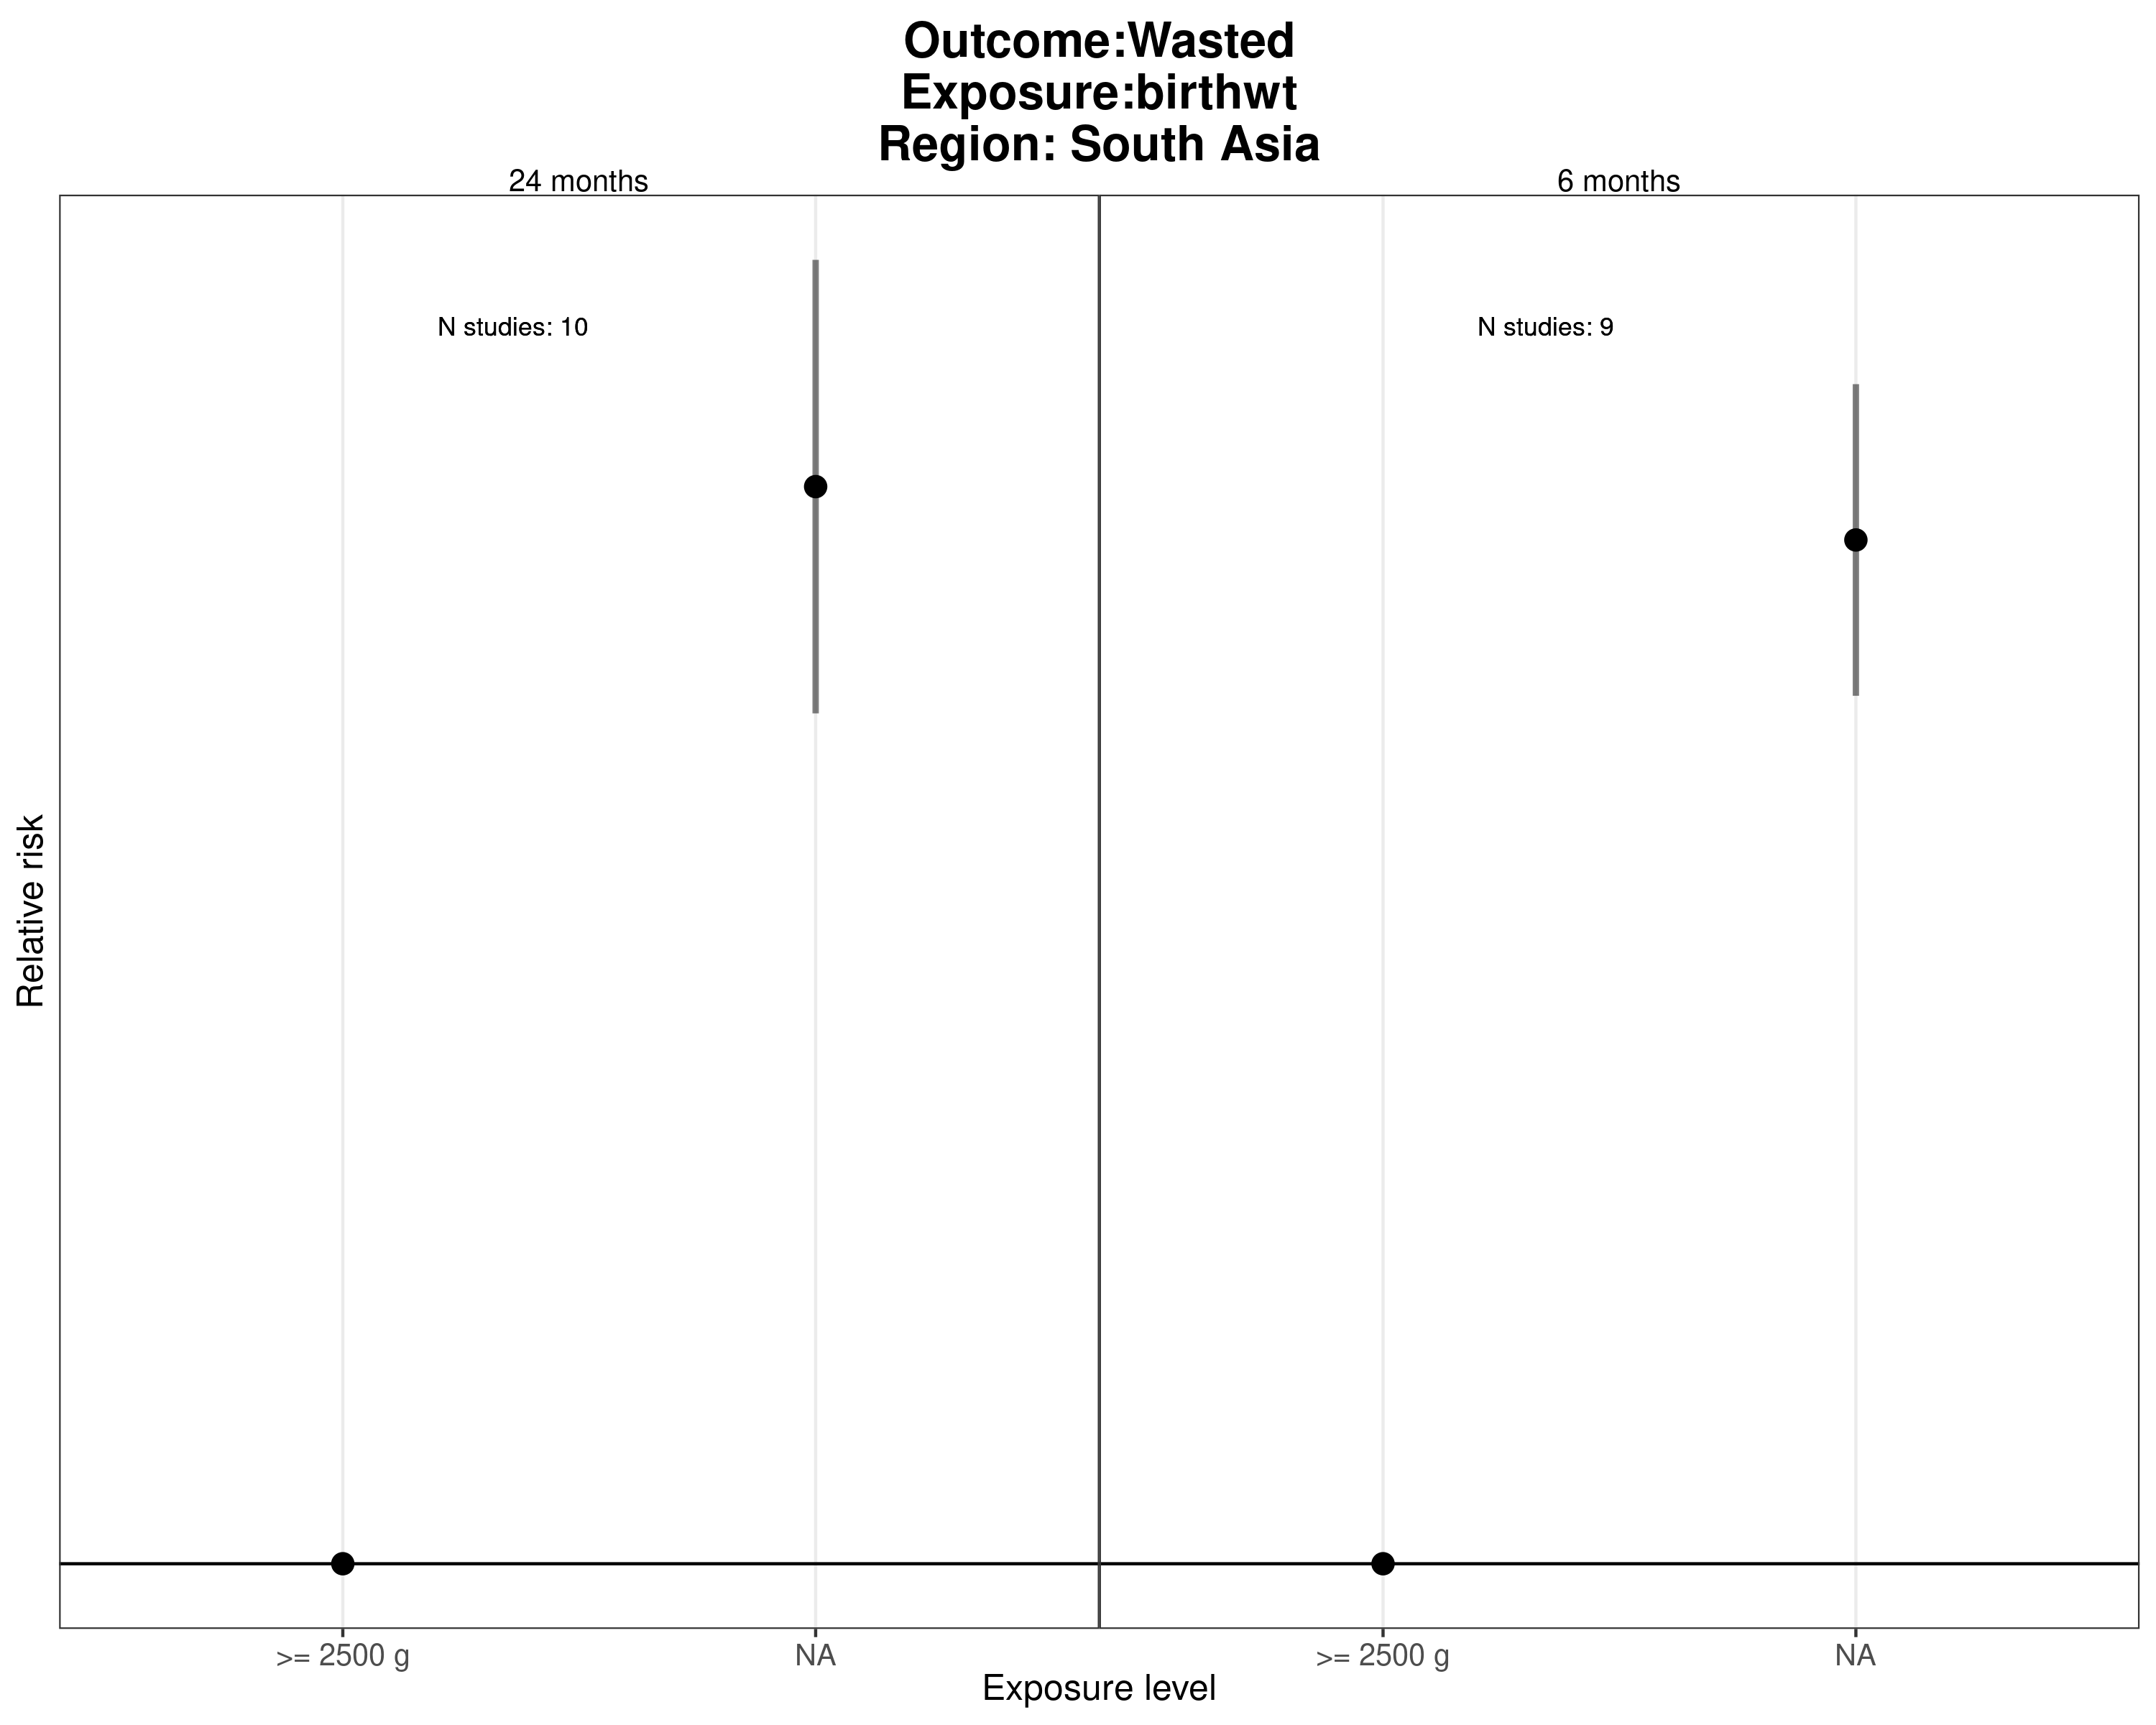 Outcome:Wasted
Exposure:birthwt
Region: South Asia
24 months
6 months
N studies: 10
N studies: 9
Relative risk
>= 2500 g
NA
>= 2500 g
NA
Exposure level